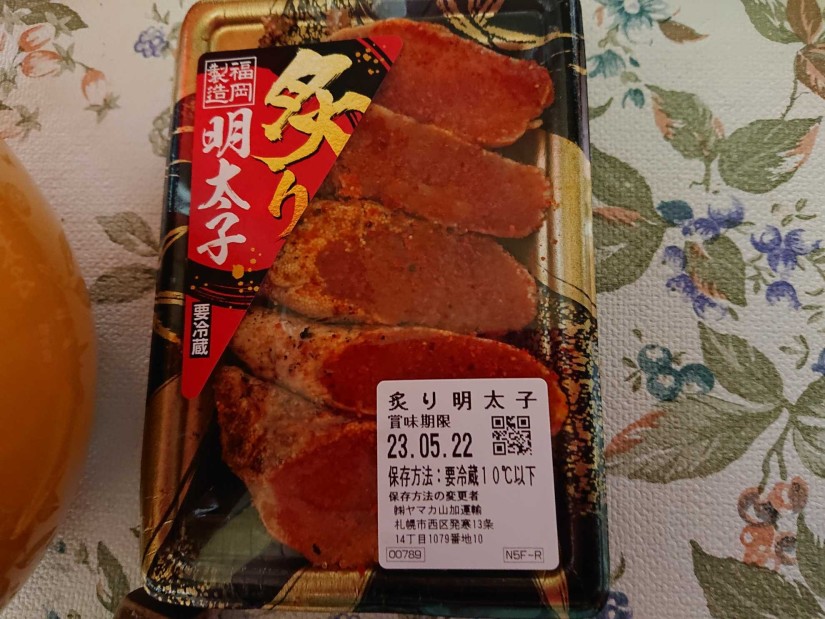 福岡
製造
炙り
明太子
要冷蔵
炙り明太子
賞味期限
23.05.22
保存方法：要冷蔵10℃以下
保存方法の変更者
㈱ヤマカ山加運輸
札幌市西区発寒13条
14丁目1079番地10
00789 N5F-R